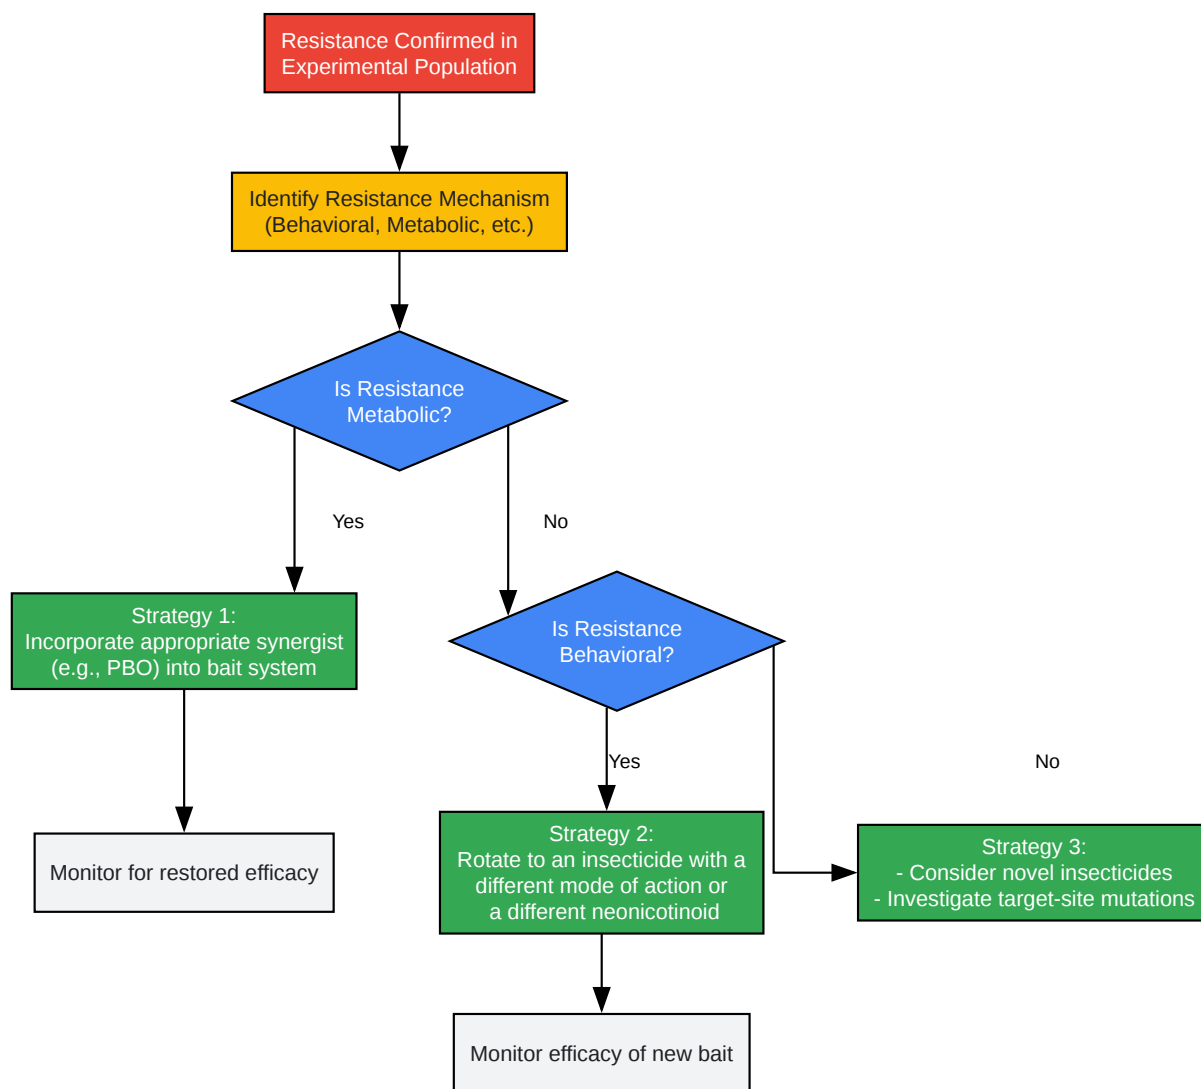 Resistance Confirmed in
Experimental Population
Identify Resistance Mechanism
(Behavioral, Metabolic, etc.)
Is Resistance
Metabolic?
Yes
No
Strategy 1:
Incorporate appropriate synergist
(e.g., PBO) into bait system
Is Resistance
Behavioral?
Yes
No
Monitor for restored efficacy
Strategy 2:
Rotate to an insecticide with a
different mode of action or
a different neonicotinoid
Strategy 3:
- Consider novel insecticides
- Investigate target-site mutations
Monitor efficacy of new bait